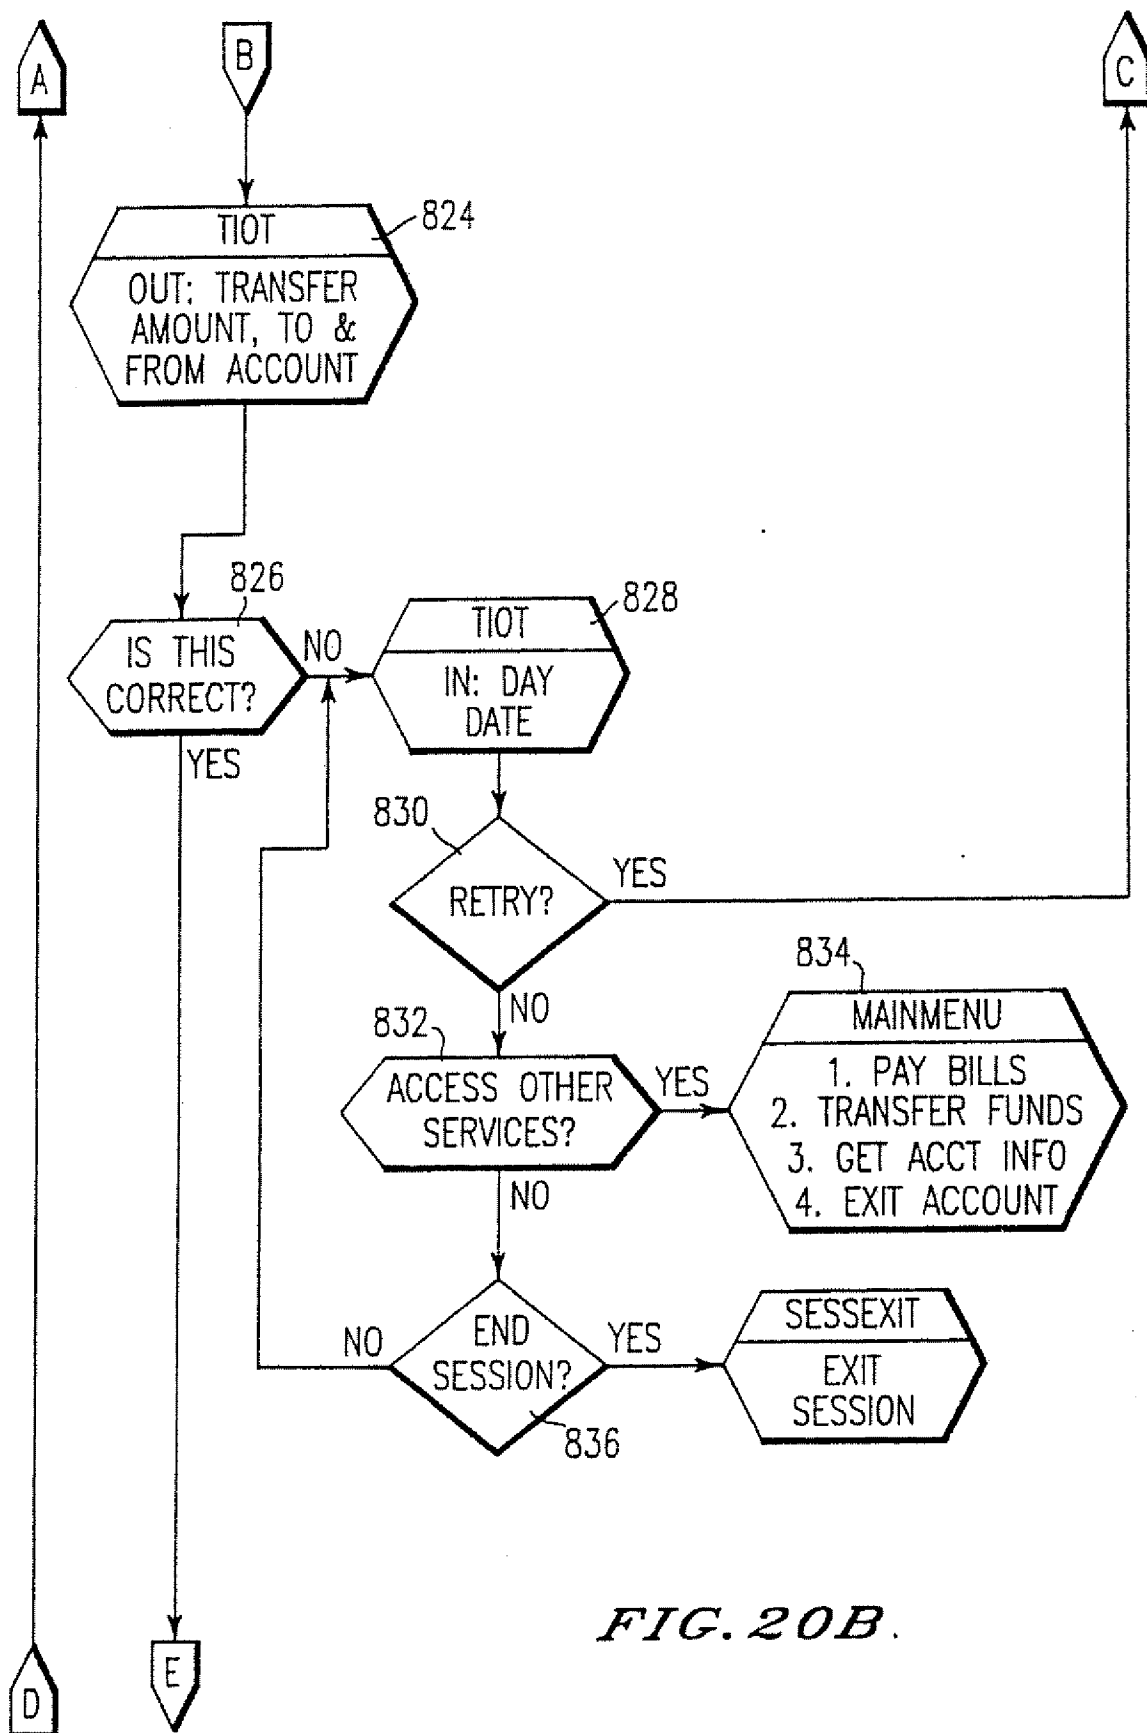 A
B
C
TIOT
824
OUT: TRANSFER
AMOUNT, TO &
FROM ACCOUNT
826
IS THIS
CORRECT?
NO
YES
TIOT
828
IN: DAY
DATE
830
RETRY?
YES
NO
832
ACCESS OTHER
SERVICES?
YES
NO
834
MAINMENU
1. PAY BILLS
2. TRANSFER FUNDS
3. GET ACCT INFO
4. EXIT ACCOUNT
NO
END
SESSION?
YES
836
SESSEXIT
EXIT
SESSION
D
E
FIG. 20B.